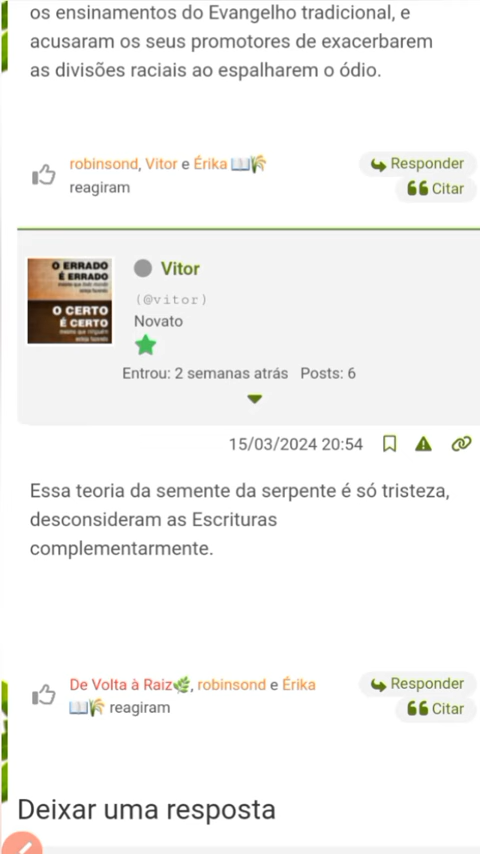 os ensinamentos do Evangelho tradicional, e
acusaram os seus promotores de exacerbarem
as divisões raciais ao espalharem o ódio.
robinsond, Vitor e Érika 📖🌾
reagiram
Responder
Citar
O ERRADO
É ERRADO
O CERTO
É CERTO
Vitor
(@vitor)
Novato
Entrou: 2 semanas atrás Posts: 6
15/03/2024 20:54
Essa teoria da semente da serpente é só tristeza,
desconsideram as Escrituras
complementarmente.
De Volta à Raiz🌿, robinsond e Érika
📖🌾 reagiram
Responder
Citar
Deixar uma resposta